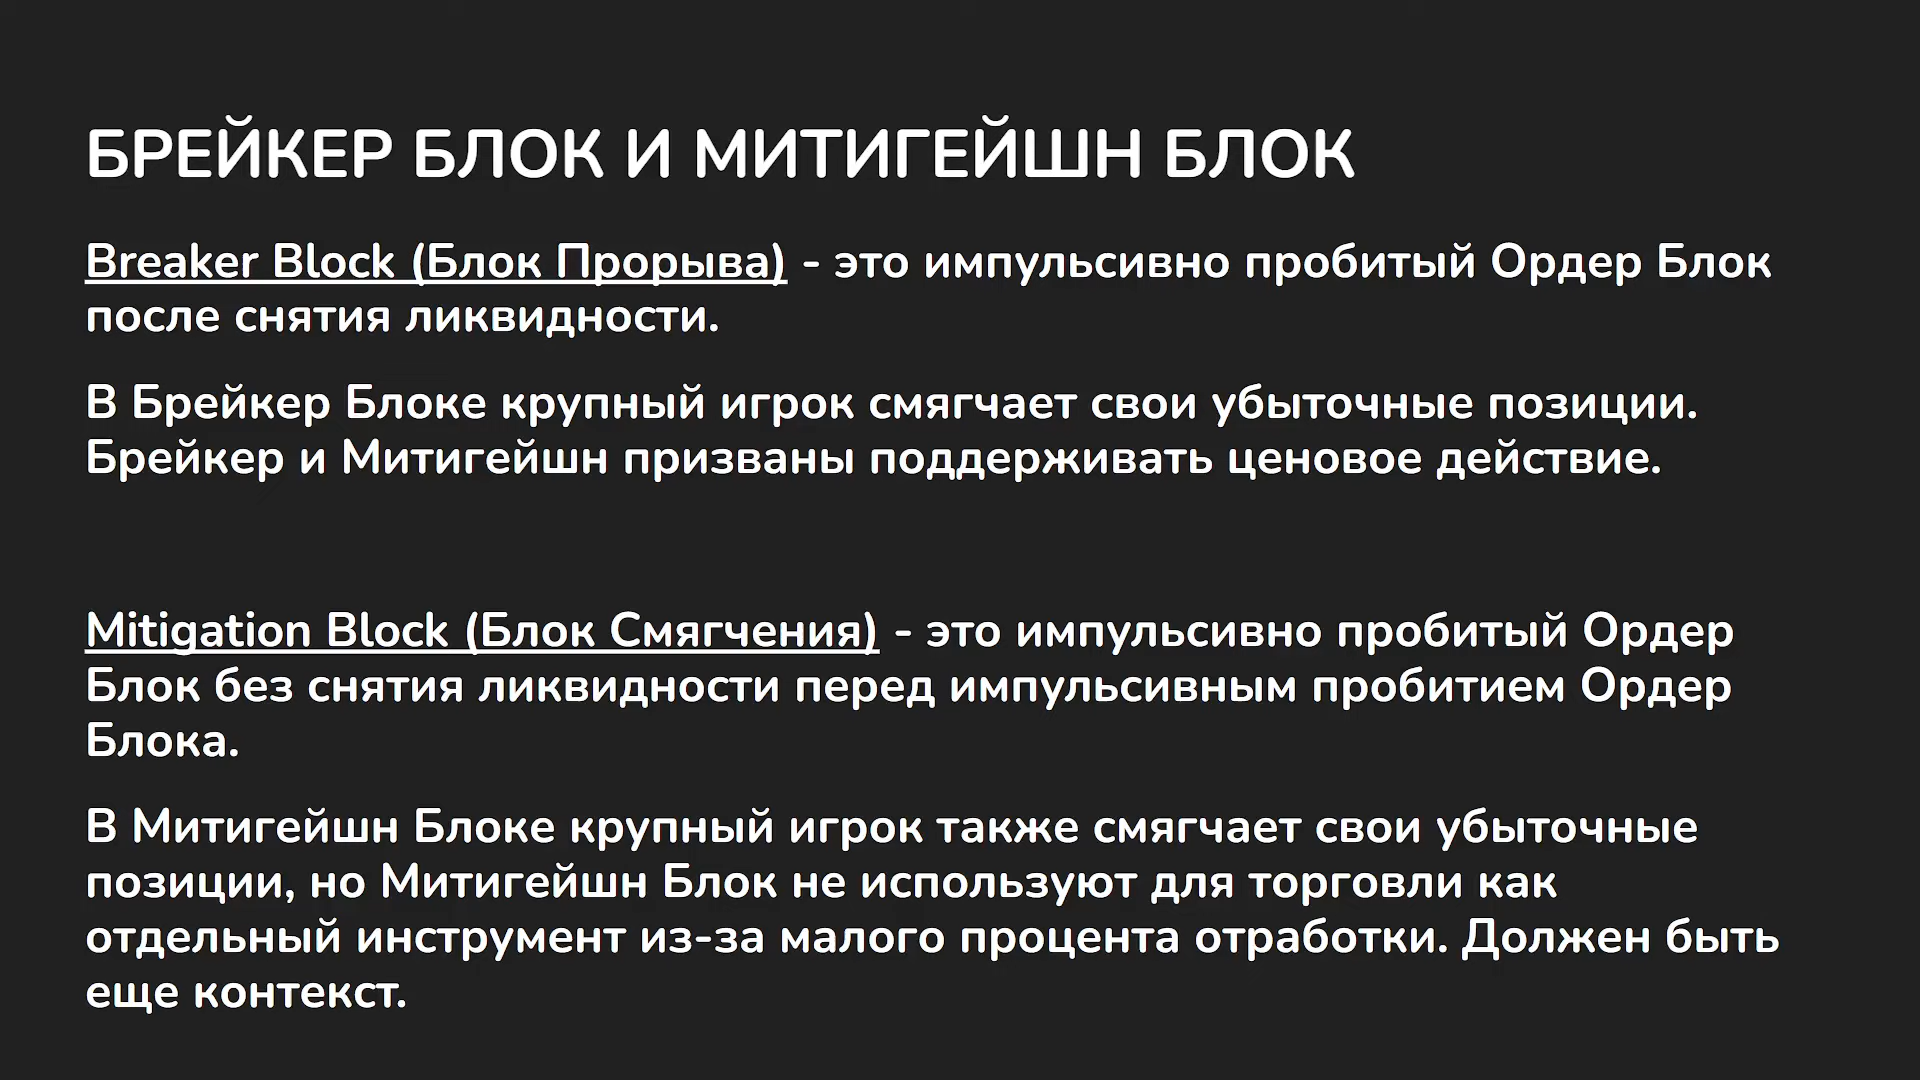 БРЕЙКЕР БЛОК И МИТИГЕЙШН БЛОК
Breaker Block (Блок Прорыва) - это импульсивно пробитый Ордер Блок
после снятия ликвидности.
В Брейкер Блоке крупный игрок смягчает свои убыточные позиции.
Брейкер и Митигейшн призваны поддерживать ценовое действие.
Mitigation Block (Блок Смягчения) - это импульсивно пробитый Ордер
Блок без снятия ликвидности перед импульсивным пробитием Ордер
Блока.
В Митигейшн Блоке крупный игрок также смягчает свои убыточные
позиции, но Митигейшн Блок не используют для торговли как
отдельный инструмент из-за малого процента отработки. Должен быть
еще контекст.